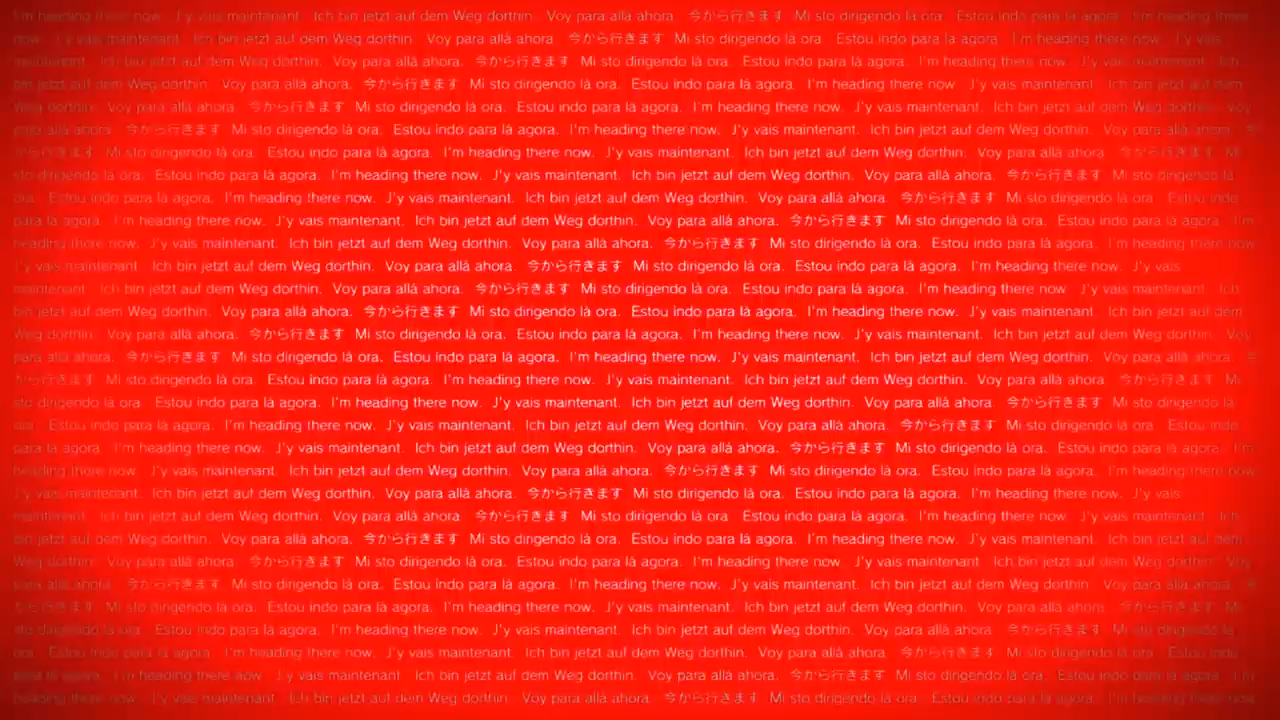 I'm heading there now. J'y vais maintenant. Ich bin jetzt auf dem Weg dorthin. Voy para allá ahora. 今から行きます Mi sto dirigendo là ora. Estou indo para lá agora. I'm heading there
now. J'y vais maintenant. Ich bin jetzt auf dem Weg dorthin. Voy para allá ahora. 今から行きます Mi sto dirigendo là ora. Estou indo para lá agora. I'm heading there now. J'y vais
maintenant. Ich bin jetzt auf dem Weg dorthin. Voy para allá ahora. 今から行きます Mi sto dirigendo là ora. Estou indo para lá agora. I'm heading there now. J'y vais maintenant. Ich
bin jetzt auf dem Weg dorthin. Voy para allá ahora. 今から行きます Mi sto dirigendo là ora. Estou indo para lá agora. I'm heading there now. J'y vais maintenant. Ich bin jetzt auf dem
Weg dorthin. Voy para allá ahora. 今から行きます Mi sto dirigendo là ora. Estou indo para lá agora. I'm heading there now. J'y vais maintenant. Ich bin jetzt auf dem Weg dorthin. Voy
para allá ahora. 今から行きます Mi sto dirigendo là ora. Estou indo para lá agora. I'm heading there now. J'y vais maintenant. Ich bin jetzt auf dem Weg dorthin. Voy para allá ahora. 今
から行きます Mi sto dirigendo là ora. Estou indo para lá agora. I'm heading there now. J'y vais maintenant. Ich bin jetzt auf dem Weg dorthin. Voy para allá ahora. 今から行きます Mi
sto dirigendo là ora. Estou indo para lá agora. I'm heading there now. J'y vais maintenant. Ich bin jetzt auf dem Weg dorthin. Voy para allá ahora. 今から行きます Mi sto dirigendo là
ora. Estou indo para lá agora. I'm heading there now. J'y vais maintenant. Ich bin jetzt auf dem Weg dorthin. Voy para allá ahora. 今から行きます Mi sto dirigendo là ora. Estou indo
para lá agora. I'm heading there now. J'y vais maintenant. Ich bin jetzt auf dem Weg dorthin. Voy para allá ahora. 今から行きます Mi sto dirigendo là ora. Estou indo para lá agora. I'm
heading there now. J'y vais maintenant. Ich bin jetzt auf dem Weg dorthin. Voy para allá ahora. 今から行きます Mi sto dirigendo là ora. Estou indo para lá agora. I'm heading there now
J'y vais maintenant. Ich bin jetzt auf dem Weg dorthin. Voy para allá ahora. 今から行きます Mi sto dirigendo là ora. Estou indo para lá agora. I'm heading there now. J'y vais
maintenant. Ich bin jetzt auf dem Weg dorthin. Voy para allá ahora. 今から行きます Mi sto dirigendo là ora. Estou indo para lá agora. I'm heading there now. J'y vais maintenant. Ich
bin jetzt auf dem Weg dorthin. Voy para allá ahora. 今から行きます Mi sto dirigendo là ora. Estou indo para lá agora. I'm heading there now. J'y vais maintenant. Ich bin jetzt auf dem
Weg dorthin. Voy para allá ahora. 今から行きます Mi sto dirigendo là ora. Estou indo para lá agora. I'm heading there now. J'y vais maintenant. Ich bin jetzt auf dem Weg dorthin. Voy
para allá ahora. 今から行きます Mi sto dirigendo là ora. Estou indo para lá agora. I'm heading there now. J'y vais maintenant. Ich bin jetzt auf dem Weg dorthin. Voy para allá ahora. 今
から行きます Mi sto dirigendo là ora. Estou indo para lá agora. I'm heading there now. J'y vais maintenant. Ich bin jetzt auf dem Weg dorthin. Voy para allá ahora. 今から行きます Mi
sto dirigendo là ora. Estou indo para lá agora. I'm heading there now. J'y vais maintenant. Ich bin jetzt auf dem Weg dorthin. Voy para allá ahora. 今から行きます Mi sto dirigendo là
ora. Estou indo para lá agora. I'm heading there now. J'y vais maintenant. Ich bin jetzt auf dem Weg dorthin. Voy para allá ahora. 今から行きます Mi sto dirigendo là ora. Estou indo
para lá agora. I'm heading there now. J'y vais maintenant. Ich bin jetzt auf dem Weg dorthin. Voy para allá ahora. 今から行きます Mi sto dirigendo là ora. Estou indo para lá agora. I'm
heading there now. J'y vais maintenant. Ich bin jetzt auf dem Weg dorthin. Voy para allá ahora. 今から行きます Mi sto dirigendo là ora. Estou indo para lá agora. I'm heading there now
J'y vais maintenant. Ich bin jetzt auf dem Weg dorthin. Voy para allá ahora. 今から行きます Mi sto dirigendo là ora. Estou indo para lá agora. I'm heading there now. J'y vais
maintenant. Ich bin jetzt auf dem Weg dorthin. Voy para allá ahora. 今から行きます Mi sto dirigendo là ora. Estou indo para lá agora. I'm heading there now. J'y vais maintenant. Ich
bin jetzt auf dem Weg dorthin. Voy para allá ahora. 今から行きます Mi sto dirigendo là ora. Estou indo para lá agora. I'm heading there now. J'y vais maintenant. Ich bin jetzt auf dem
Weg dorthin. Voy para allá ahora. 今から行きます Mi sto dirigendo là ora. Estou indo para lá agora. I'm heading there now. J'y vais maintenant. Ich bin jetzt auf dem Weg dorthin. Voy
para allá ahora. 今から行きます Mi sto dirigendo là ora. Estou indo para lá agora. I'm heading there now. J'y vais maintenant. Ich bin jetzt auf dem Weg dorthin. Voy para allá ahora. 今
から行きます Mi sto dirigendo là ora. Estou indo para lá agora. I'm heading there now. J'y vais maintenant. Ich bin jetzt auf dem Weg dorthin. Voy para allá ahora. 今から行きます Mi
sto dirigendo là ora. Estou indo para lá agora. I'm heading there now. J'y vais maintenant. Ich bin jetzt auf dem Weg dorthin. Voy para allá ahora. 今から行きます Mi sto dirigendo là
ora. Estou indo para lá agora. I'm heading there now. J'y vais maintenant. Ich bin jetzt auf dem Weg dorthin. Voy para allá ahora. 今から行きます Mi sto dirigendo là ora. Estou indo
para lá agora. I'm heading there now. J'y vais maintenant. Ich bin jetzt auf dem Weg dorthin. Voy para allá ahora. 今から行きます Mi sto dirigendo là ora. Estou indo para lá agora. I'm
heading there now. J'y vais maintenant. Ich bin jetzt auf dem Weg dorthin. Voy para allá ahora. 今から行きます Mi sto dirigendo là ora. Estou indo para lá agora. I'm heading there now